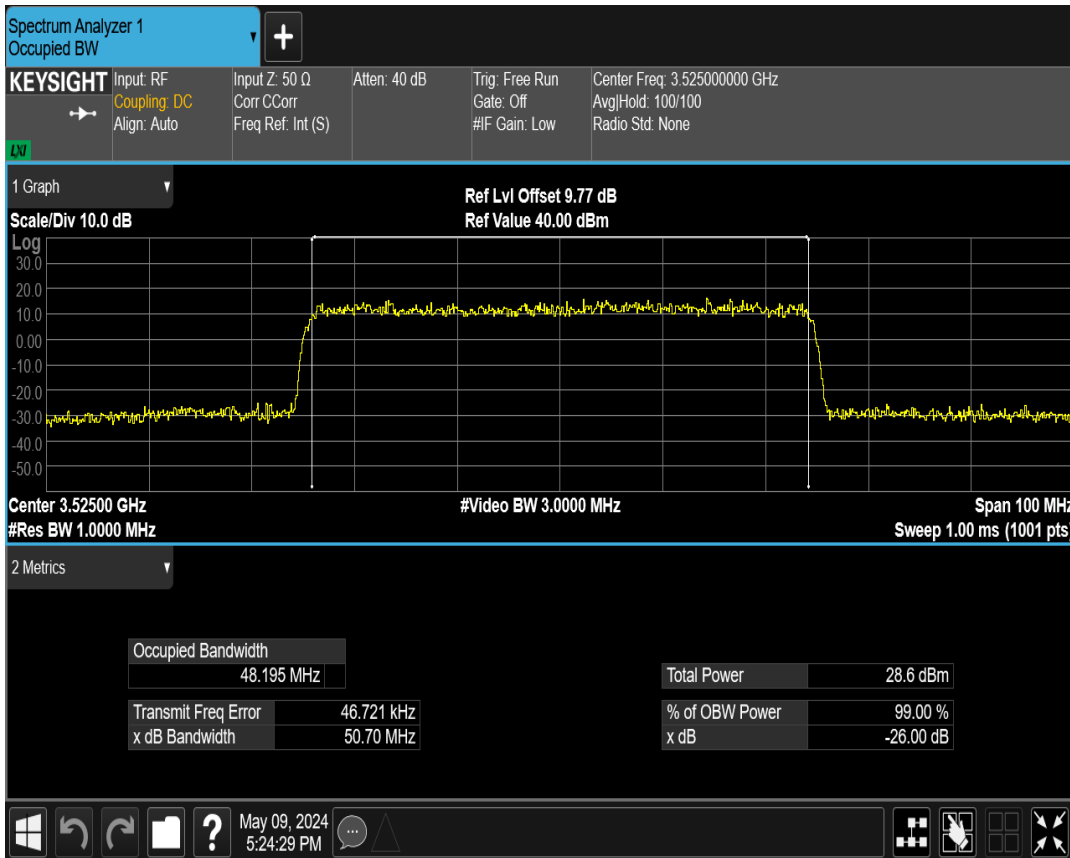 Spectrum Analyzer 1
Occupied BW
+
KEYSIGHT
LXI
Input: RF
Coupling: DC
Align: Auto
Input Z: 50 Ω
Corr CCorr
Freq Ref: Int (S)
Atten: 40 dB
Trig: Free Run
Gate: Off
#IF Gain: Low
Center Freq: 3.525000000 GHz
Avg|Hold: 100/100
Radio Std: None
1 Graph
Scale/Div 10.0 dB
Ref Lvl Offset 9.77 dB
Ref Value 40.00 dBm
Log
30.0
20.0
10.0
0.00
-10.0
-20.0
-30.0
-40.0
-50.0
Center 3.52500 GHz
#Video BW 3.0000 MHz
Span 100 MHz
#Res BW 1.0000 MHz
Sweep 1.00 ms (1001 pts)
2 Metrics
Occupied Bandwidth
48.195 MHz
Transmit Freq Error 46.721 kHz
x dB Bandwidth 50.70 MHz
Total Power 28.6 dBm
% of OBW Power 99.00 %
x dB -26.00 dB
?
May 09, 2024
5:24:29 PM